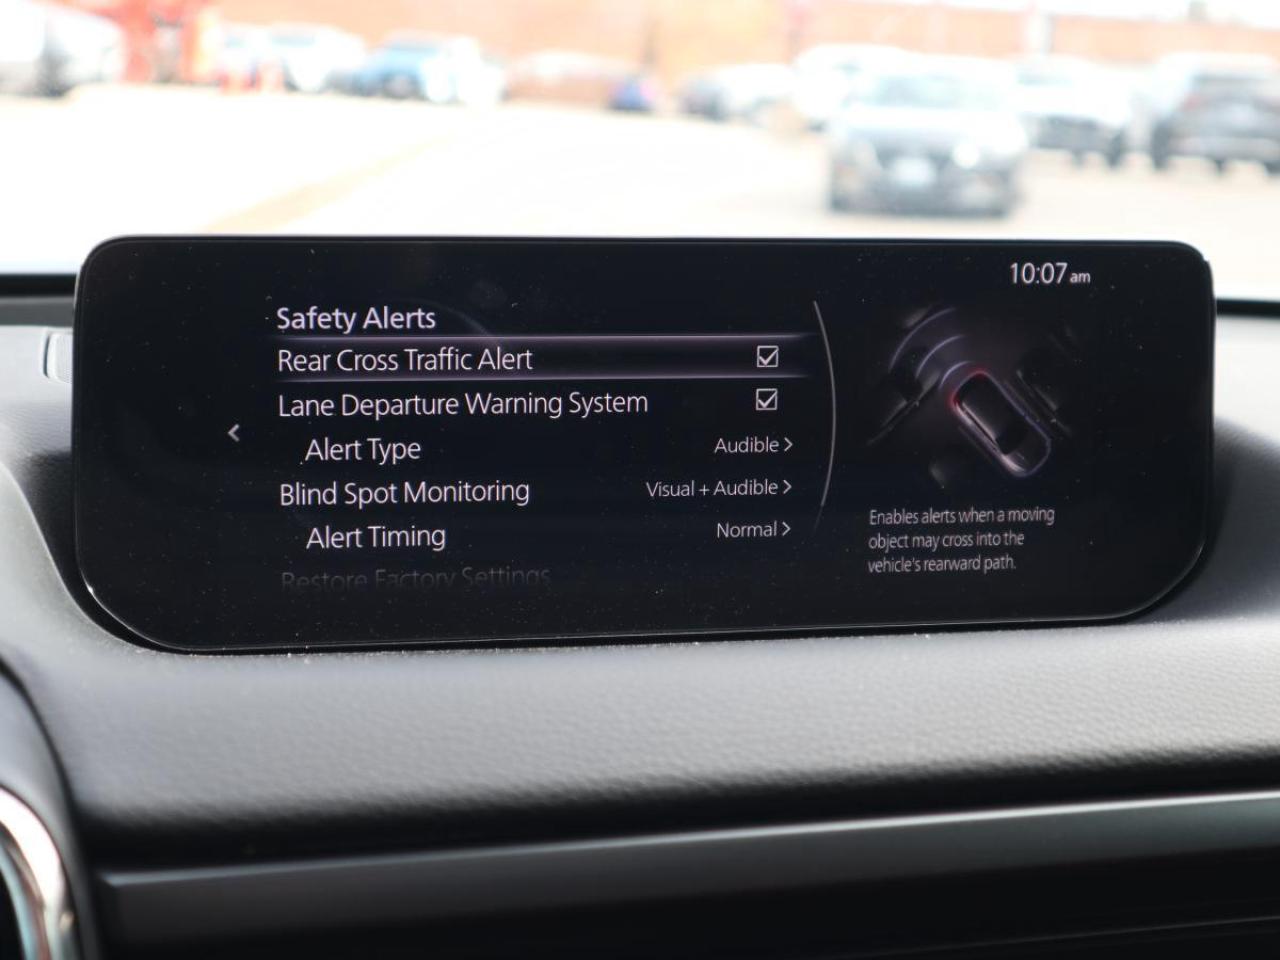 10:07 am
Safety Alerts
Rear Cross Traffic Alert
Lane Departure Warning System
Alert Type Audible >
Blind Spot Monitoring Visual + Audible >
Alert Timing Normal >
Restore Factory Settings
Enables alerts when a moving
object may cross into the
vehicle's rearward path.